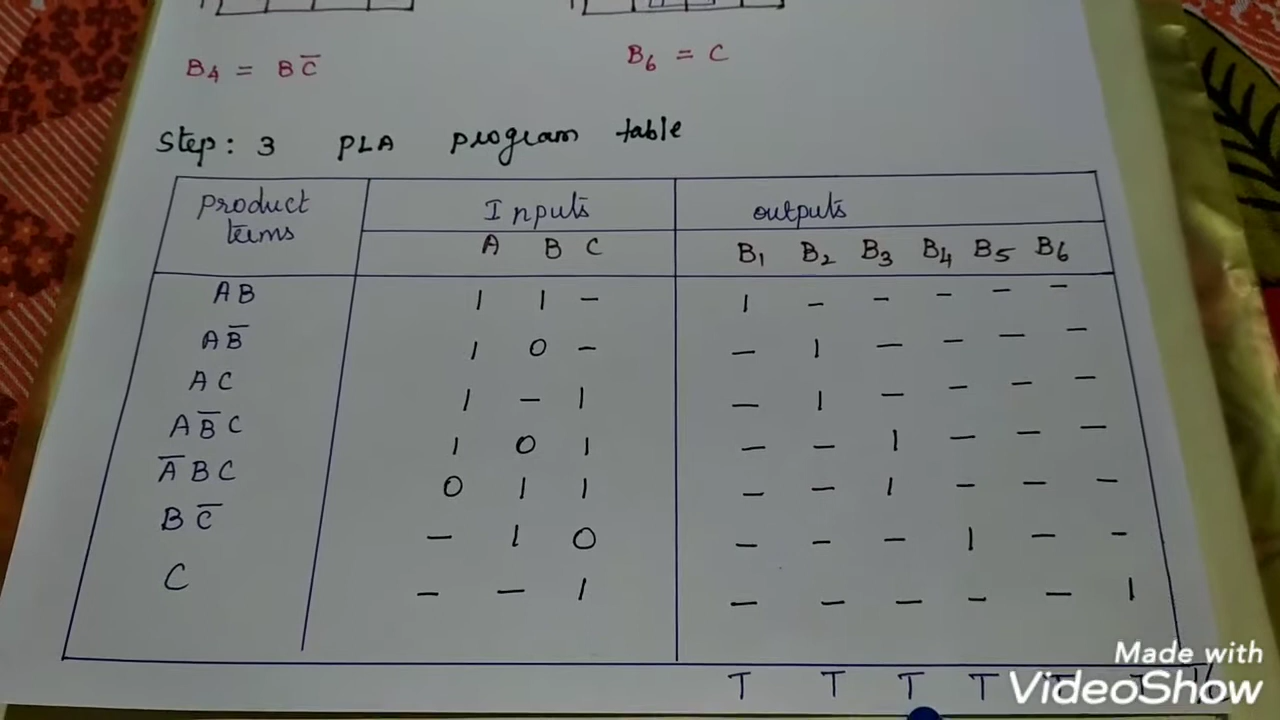 B₄ = BC̅ B₆ = C
Step: 3 PLA program table
Product terms Inputs outputs
A B C B₁ B₂ B₃ B₄ B₅ B₆
AB 1 1 – 1 – – – – –
AB̅ 1 0 – – 1 – – – –
AC 1 – 1 – 1 – – – –
AB̅C 1 0 1 – – 1 – – –
A̅BC 0 1 1 – – 1 – – –
BC̅ – 1 0 – – – 1 – –
C – – 1 – – – – – 1
T T T T T T
Made with
VideoShow